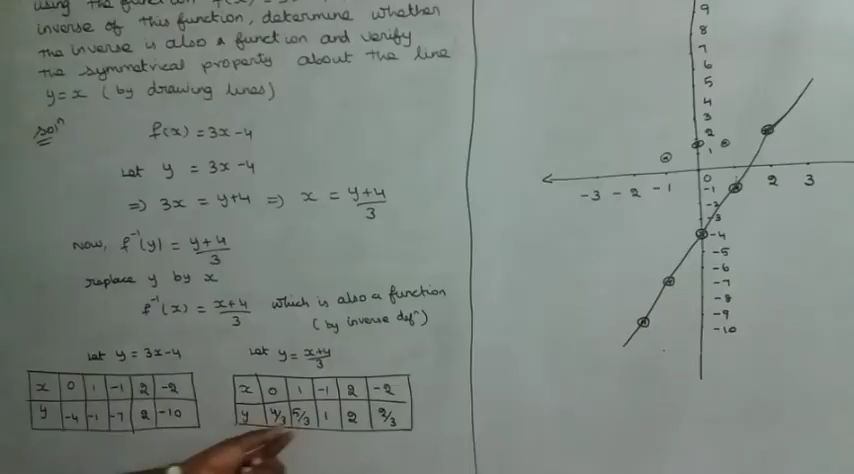 using the function f(x) = 3x-4
inverse of this function, determine whether
the inverse is also a function and verify
the symmetrical property about the line
y=x (by drawing lines)
Solⁿ
f(x) = 3x-4
Let y = 3x-4
⇒ 3x = y+4 ⇒ x = (y+4)/3
Now, f⁻¹(y) = (y+4)/3
replace y by x
f⁻¹(x) = (x+4)/3 which is also a function
(by inverse defⁿ)
Let y = 3x-4
x 0 1 -1 2 -2
y -4 -1 -7 2 -10
Let y = (x+y)/3
x 0 1 -1 2 -2
y 4/3 5/3 1 2 2/3
9
8
7
6
5
4
3
2
1
-3 -2 -1 0 2 3
-1
-2
-3
-4
-5
-6
-7
-8
-9
-10